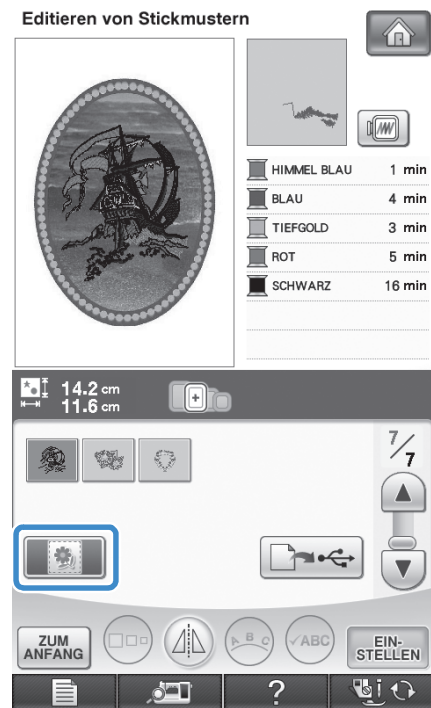 Editieren von Stickmustern
HIMMEL BLAU 1 min
BLAU 4 min
TIEFGOLD 3 min
ROT 5 min
SCHWARZ 16 min
14.2 cm
11.6 cm
7/7
ZUM
ANFANG
A B C
✓ABC
EIN-
STELLEN
?